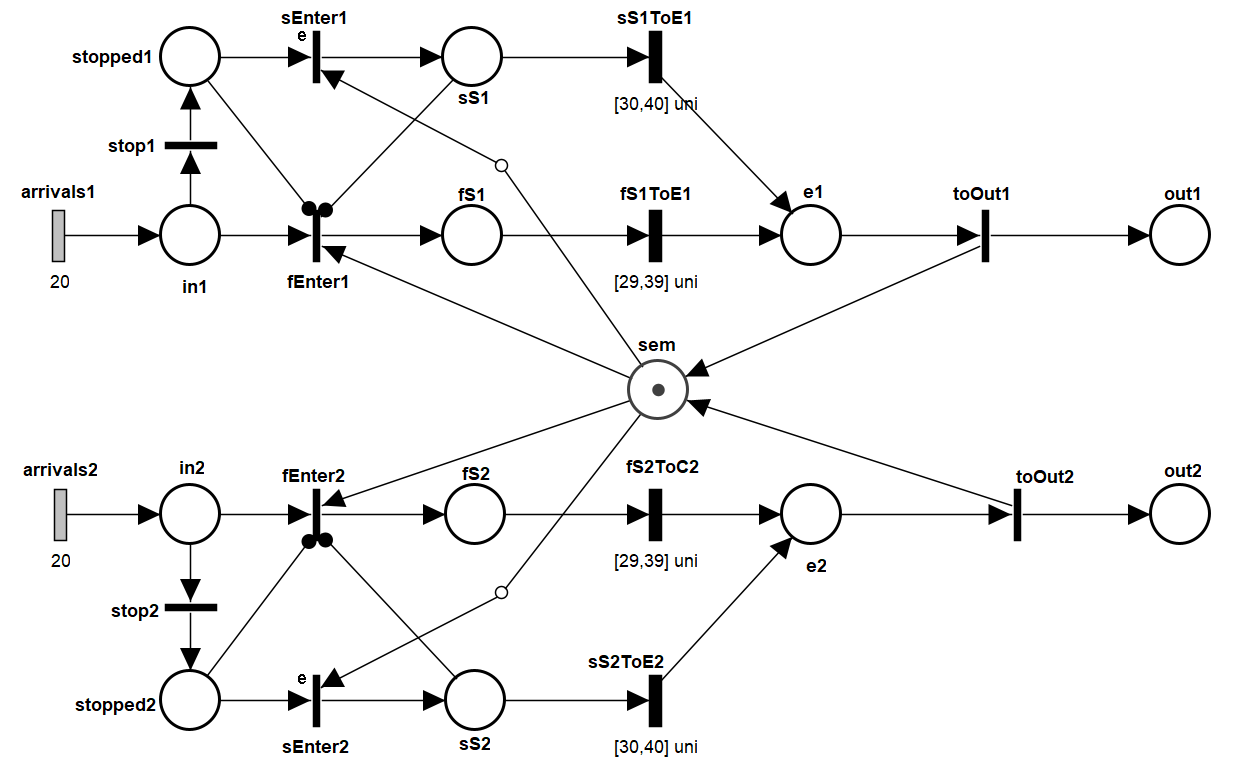 sEnter1
sS1ToE1
e
stopped1
sS1
[30,40] uni
stop1
arrivals1
fS1
fS1ToE1
e1
toOut1
out1
20
in1
fEnter1
[29,39] uni
sem
arrivals2
in2
fEnter2
fS2
fS2ToC2
toOut2
out2
20
[29,39] uni
e2
stop2
sS2ToE2
e
stopped2
sEnter2
sS2
[30,40] uni